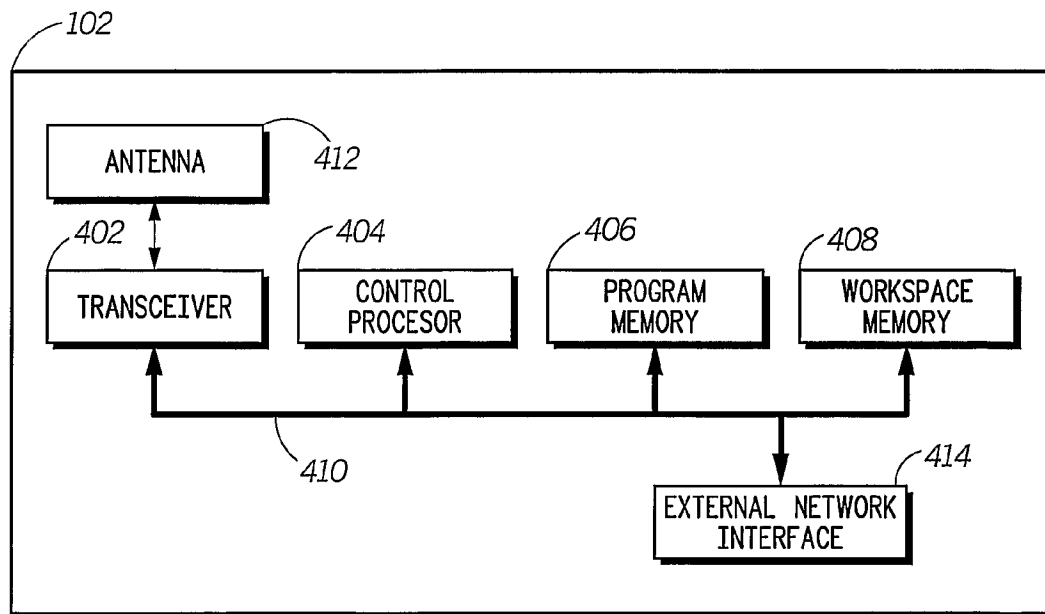 102
ANTENNA
412
402
404
406
408
TRANSCEIVER
CONTROL
PROCESOR
PROGRAM
MEMORY
WORKSPACE
MEMORY
410
414
EXTERNAL NETWORK
INTERFACE